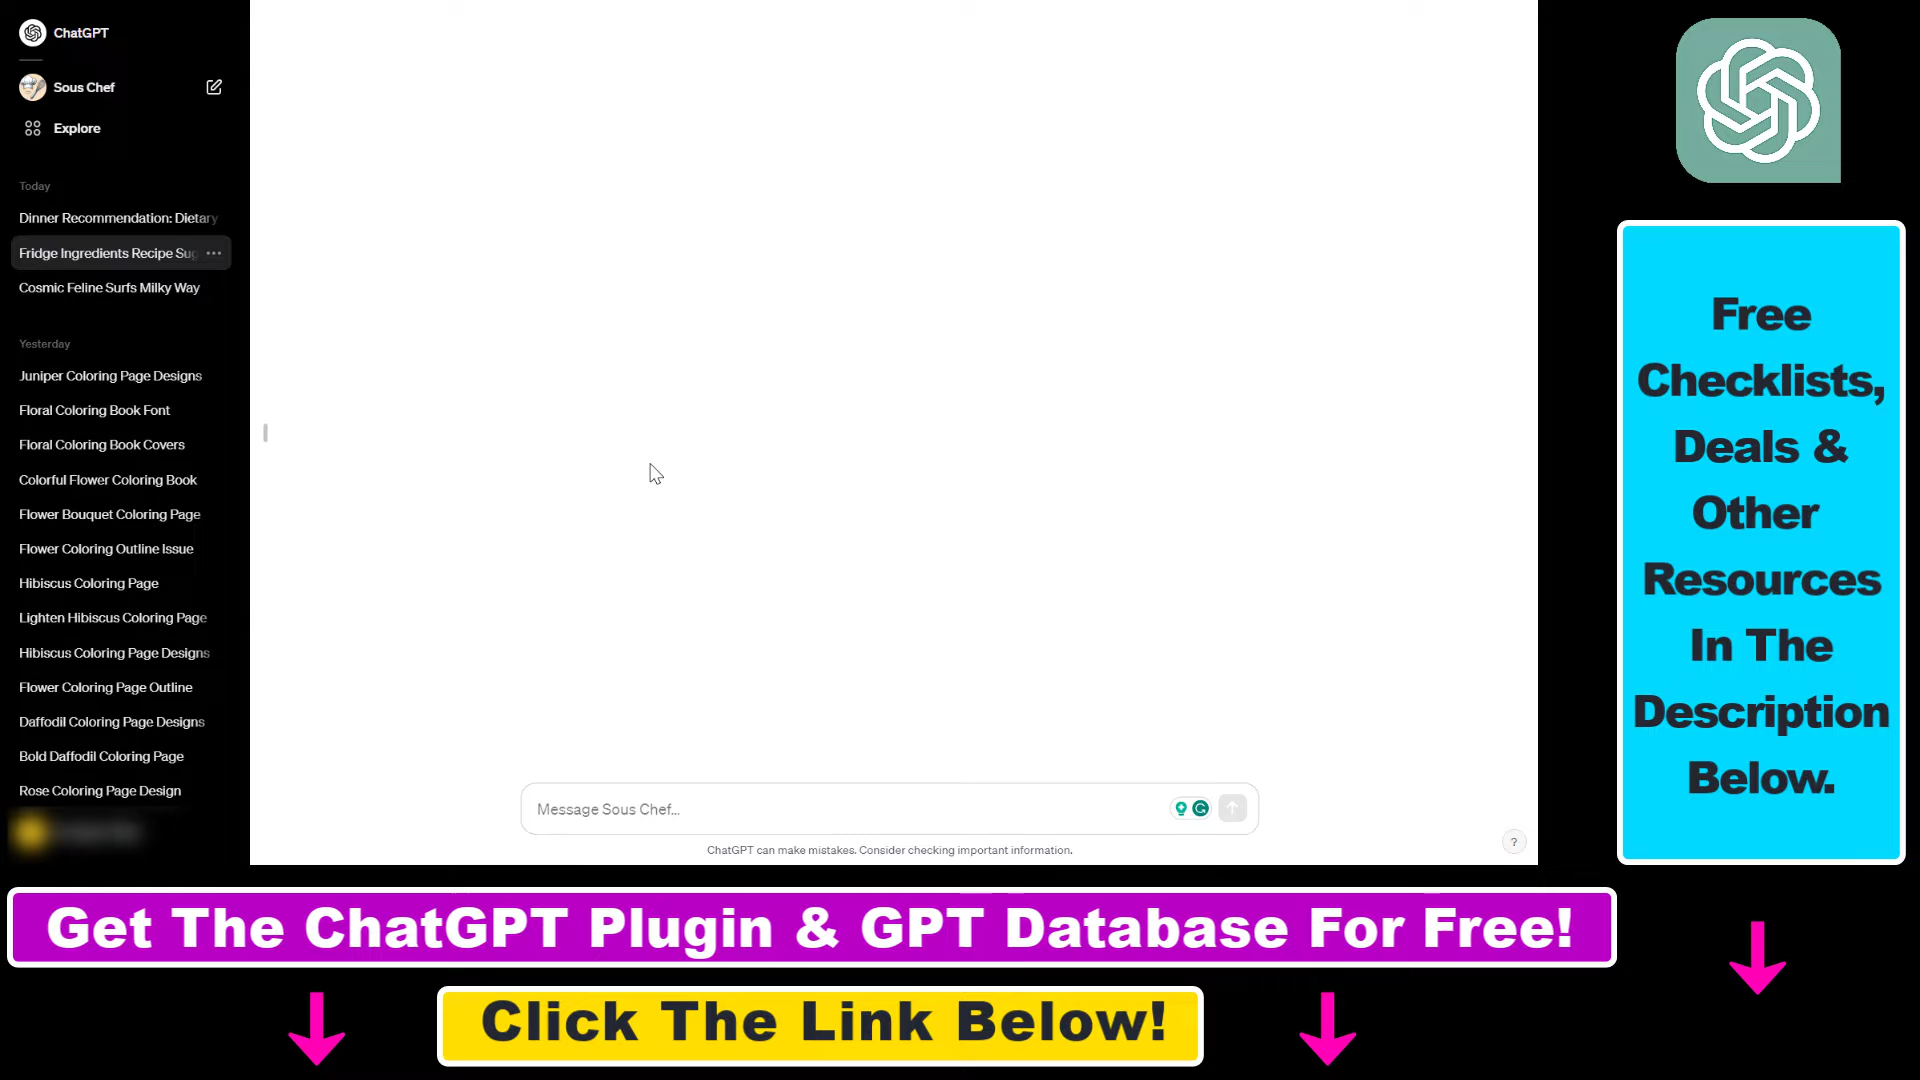 ChatGPT
Sous Chef
Explore
Today
Dinner Recommendation: Dietary
Fridge Ingredients Recipe Sug
Cosmic Feline Surfs Milky Way
Yesterday
Juniper Coloring Page Designs
Floral Coloring Book Font
Floral Coloring Book Covers
Colorful Flower Coloring Book
Flower Bouquet Coloring Page
Flower Coloring Outline Issue
Hibiscus Coloring Page
Lighten Hibiscus Coloring Page
Hibiscus Coloring Page Designs
Flower Coloring Page Outline
Daffodil Coloring Page Designs
Bold Daffodil Coloring Page
Rose Coloring Page Design
Message Sous Chef...
ChatGPT can make mistakes. Consider checking important information.
?
Free
Checklists,
Deals &
Other
Resources
In The
Description
Below.
Get The ChatGPT Plugin & GPT Database For Free!
Click The Link Below!